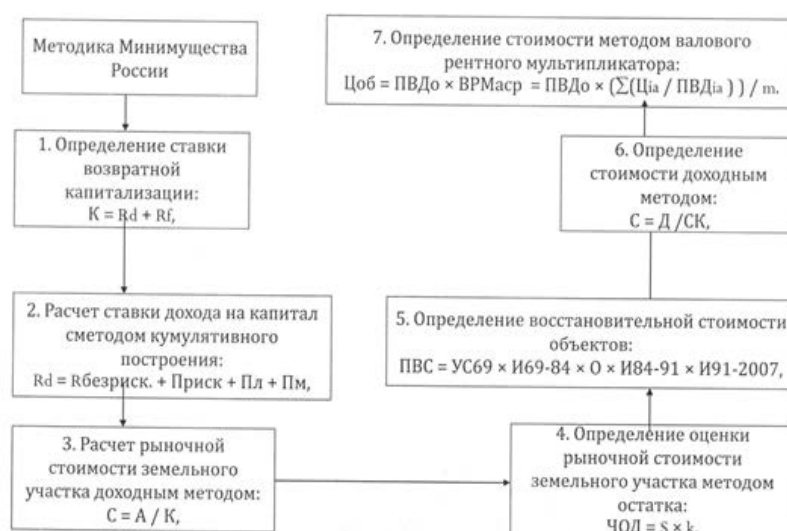 Методика Минимущества
России
1. Определение ставки
возвратной
капитализации:
К = Rd + Rf,
2. Расчет ставки дохода на капитал
сметодом кумулятивного
построения:
Rd = Rбезриск. + Приск + Пл + Пм,
3. Расчет рыночной
стоимости земельного
участка доходным методом:
С = А / К,
4. Определение оценки
рыночной стоимости
земельного участка методом
остатка:
ЧОД = S × k,
5. Определение восстановительной стоимости
объектов:
ПВС = УС69 × И69-84 × О × И84-91 × И91-2007,
6. Определение
стоимости доходным
методом:
С = Д /СК,
7. Определение стоимости методом валового
рентного мультипликатора:
Цоб = ПВДо × ВРМаср = ПВДо × (∑(Цiа / ПВДiа ) ) / m.